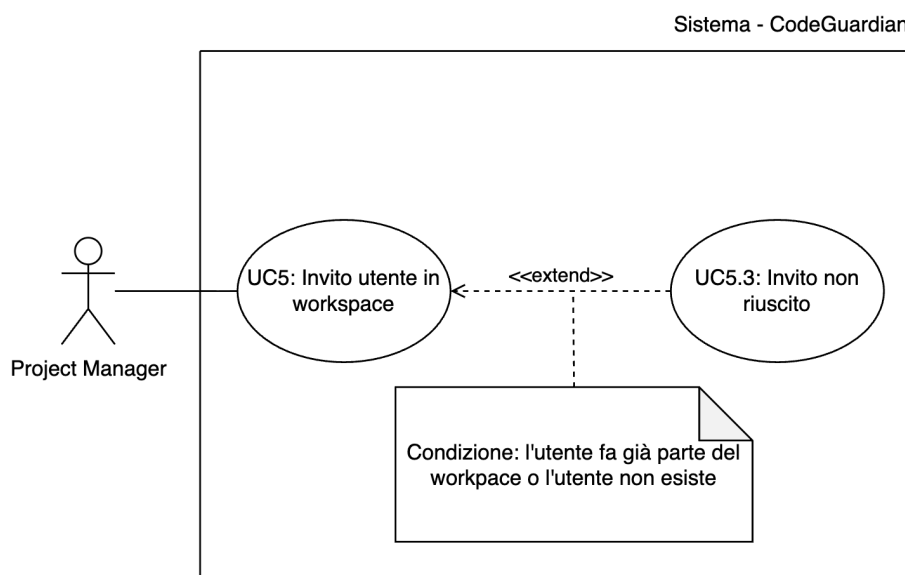 Sistema - CodeGuardian
UC5: Invito utente in
workspace
<<extend>>
UC5.3: Invito non
riuscito
Project Manager
Condizione: l'utente fa già parte del
workpace o l'utente non esiste